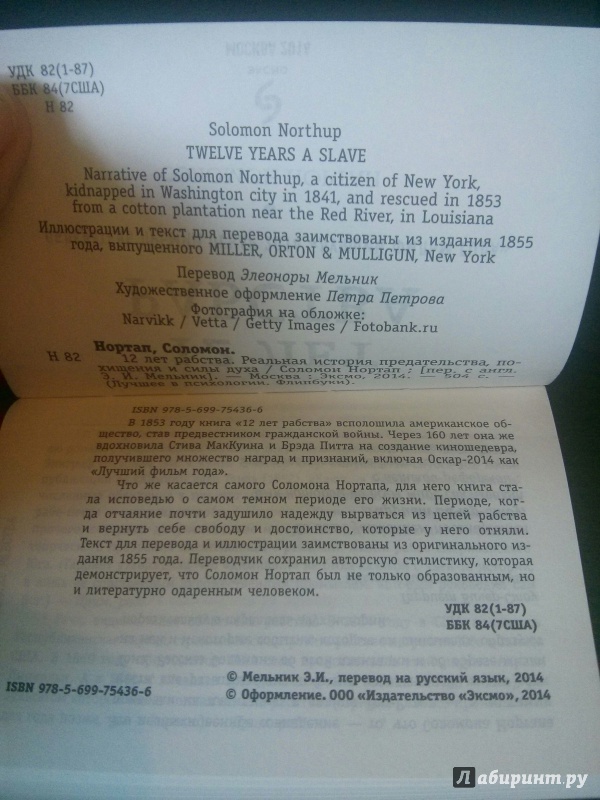 МОСКВА 2014
ЭКСМО
УДК 82(1-87)
ББК 84(7США)
Н 82
Solomon Northup
TWELVE YEARS A SLAVE
Narrative of Solomon Northup, a citizen of New York,
kidnapped in Washington city in 1841, and rescued in 1853
from a cotton plantation near the Red River, in Louisiana
Иллюстрации и текст для перевода заимствованы из издания 1855
года, выпущенного MILLER, ORTON & MULLIGUN, New York
Перевод Элеоноры Мельник
Художественное оформление Петра Петрова
Фотография на обложке:
Narvikk / Vetta / Getty Images / Fotobank.ru
Нортап, Соломон.
Н 82 12 лет рабства. Реальная история предательства, по-
хищения и силы духа / Соломон Нортап : [пер. с англ.
Э. И. Мельник]. — Москва : Эксмо, 2014. — 504 с. —
(Лучшее в психологии. Флипбуки).
ISBN 978-5-699-75436-6
В 1853 году книга «12 лет рабства» всполошила американское об-
щество, став предвестником гражданской войны. Через 160 лет она же
вдохновила Стива МакКуина и Брэда Питта на создание киношедевра,
получившего множество наград и признаний, включая Оскар-2014 как
«Лучший фильм года».
Что же касается самого Соломона Нортапа, для него книга ста-
ла исповедью о самом темном периоде его жизни. Периоде, ког-
да отчаяние почти задушило надежду вырваться из цепей рабства
и вернуть себе свободу и достоинство, которые у него отняли.
Текст для перевода и иллюстрации заимствованы из оригинального из-
дания 1855 года. Переводчик сохранил авторскую стилистику, которая
демонстрирует, что Соломон Нортап был не только образованным, но
и литературно одаренным человеком.
УДК 82(1-87)
ББК 84(7США)
© Мельник Э.И., перевод на русский язык, 2014
ISBN 978-5-699-75436-6 © Оформление. ООО «Издательство «Эксмо», 2014
Лабиринт.ру